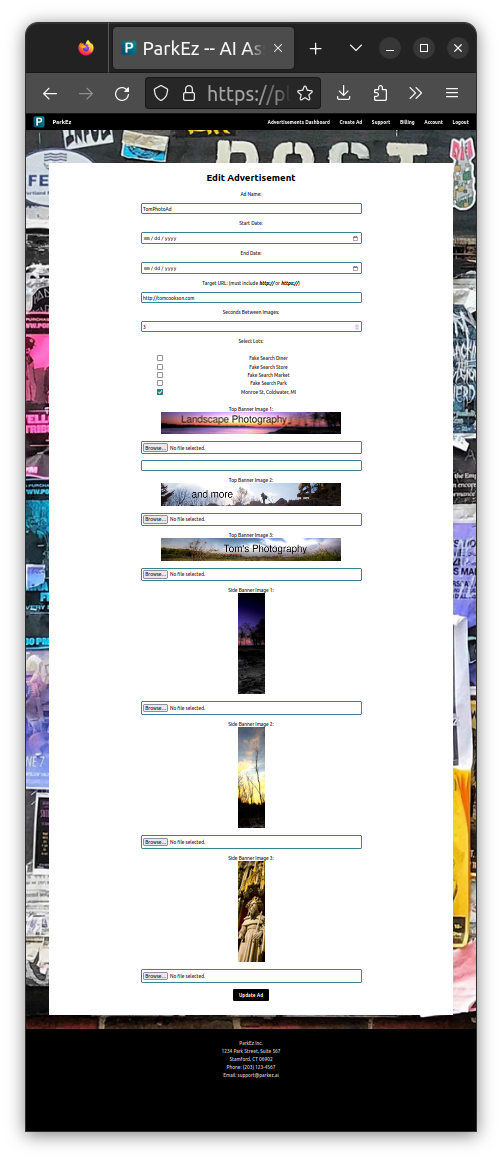 ParkEz -- AI As
https://pl
P ParkEz
Advertisements Dashboard Create Ad Support Billing Account Logout
Edit Advertisement
Ad Name:
TomPhotoAd
Start Date:
mm / dd / yyyy
End Date:
mm / dd / yyyy
Target URL: (must include http:// or https://)
http://tomcookson.com
Seconds Between Images:
3
Select Lots:
Fake Search Diner
Fake Search Store
Fake Search Market
Fake Search Park
Monroe St, Coldwater, MI
Top Banner Image 1:
Landscape Photography
Browse... No file selected.
Top Banner Image 2:
...and more
Browse... No file selected.
Top Banner Image 3:
Tom's Photography
Browse... No file selected.
Side Banner Image 1:
Browse... No file selected.
Side Banner Image 2:
Browse... No file selected.
Side Banner Image 3:
Browse... No file selected.
Update Ad
ParkEz Inc.
1234 Park Street, Suite 567
Stamford, CT 06902
Phone: (203) 123-4567
Email: support@parkez.ai